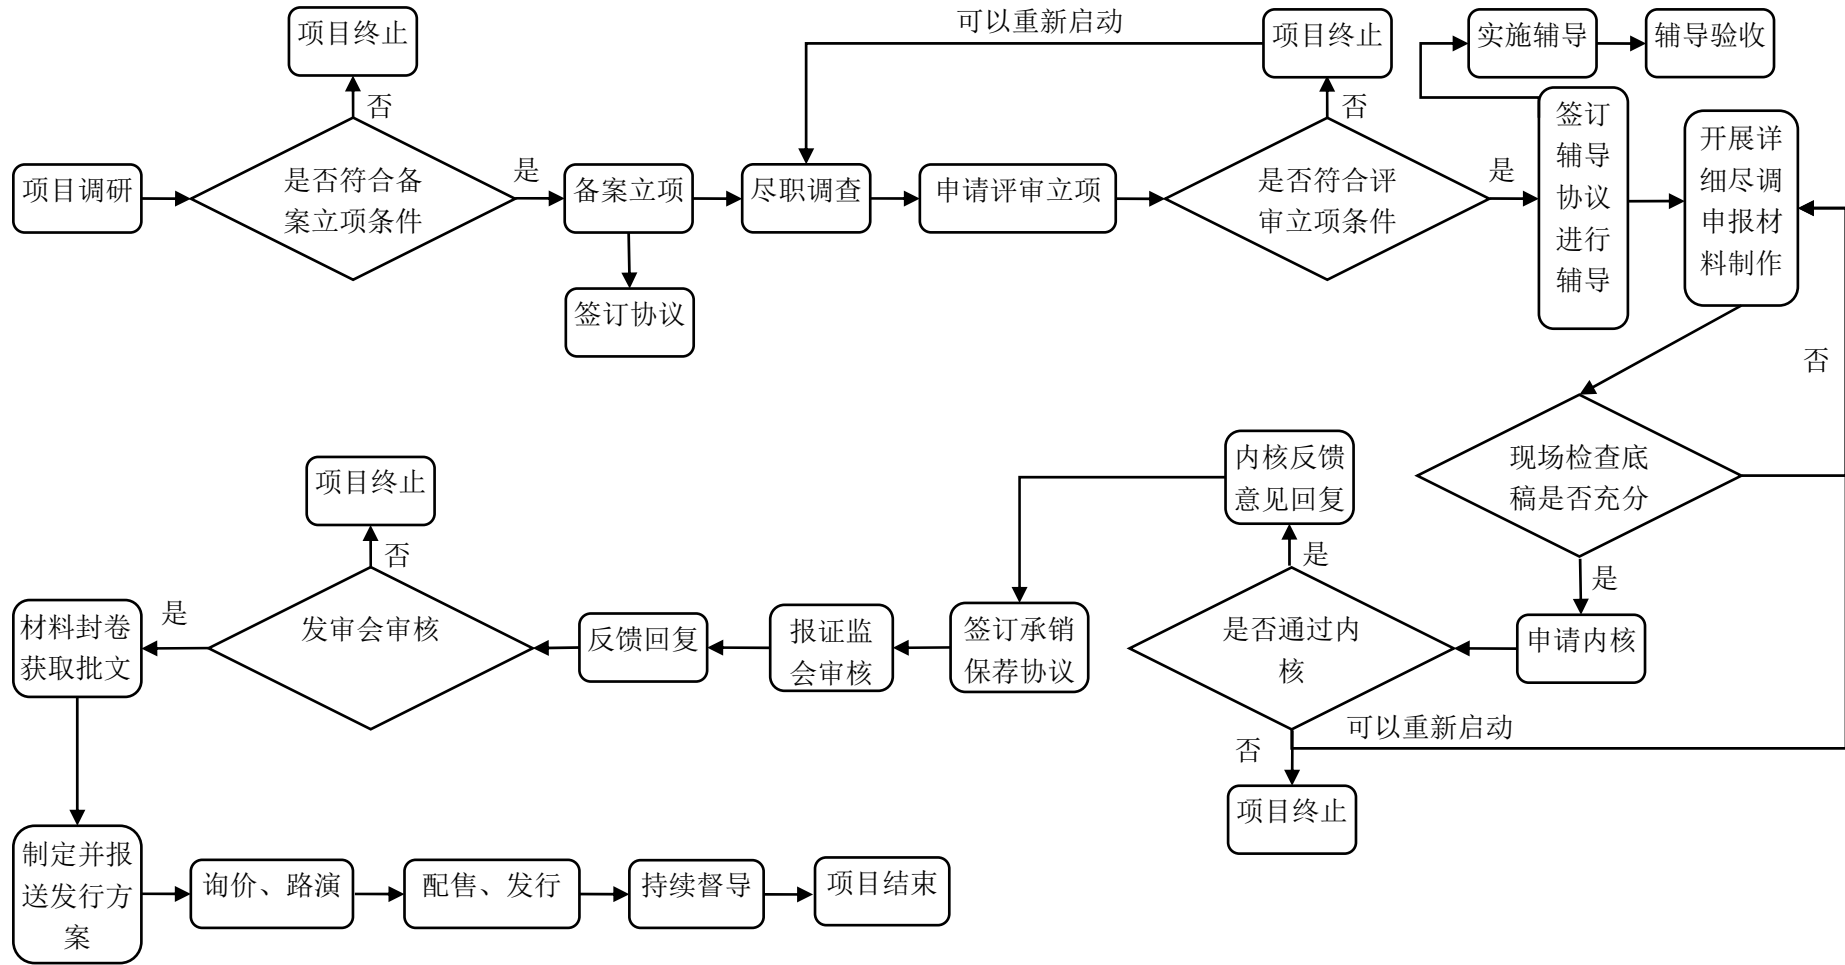 项目终止
否
项目调研
是否符合备
案立项条件
是
备案立项
签订协议
尽职调查
可以重新启动
申请评审立项
项目终止
否
是否符合评
审立项条件
是
实施辅导
辅导验收
签订
辅导
协议
进行
辅导
开展详
细尽调
申报材
料制作
否
现场检查底
稿是否充分
是
申请内核
内核反馈
意见回复
是
是否通过内
核
可以重新启动
否
项目终止
签订承销
保荐协议
报证监
会审核
反馈回复
项目终止
否
发审会审核
是
材料封卷
获取批文
制定并报
送发行方
案
询价、路演
配售、发行
持续督导
项目结束